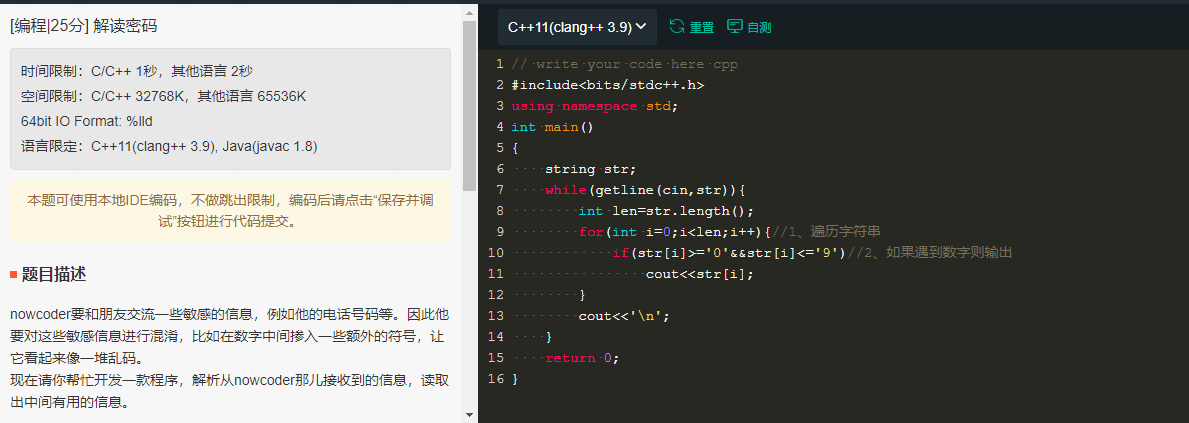 [编程|25分] 解读密码
时间限制：C/C++ 1秒，其他语言 2秒
空间限制：C/C++ 32768K，其他语言 65536K
64bit IO Format: %lld
语言限定：C++11(clang++ 3.9), Java(javac 1.8)
本题可使用本地IDE编码，不做跳出限制，编码后请点击“保存并调
试”按钮进行代码提交。
题目描述
nowcoder要和朋友交流一些敏感的信息，例如他的电话号码等。因此他
要对这些敏感信息进行混淆，比如在数字中间掺入一些额外的符号，让
它看起来像一堆乱码。
现在请你帮忙开发一款程序，解析从nowcoder那儿接收到的信息，读取
出中间有用的信息。
C++11(clang++ 3.9) 重置 自测
1 // write your code here cpp
2 #include<bits/stdc++.h>
3 using namespace std;
4 int main()
5 {
6     string str;
7     while(getline(cin,str)){
8         int len=str.length();
9         for(int i=0;i<len;i++){//1、遍历字符串
10             if(str[i]>='0'&&str[i]<='9')//2、如果遇到数字则输出
11                 cout<<str[i];
12         }
13         cout<<'\n';
14     }
15     return 0;
16 }